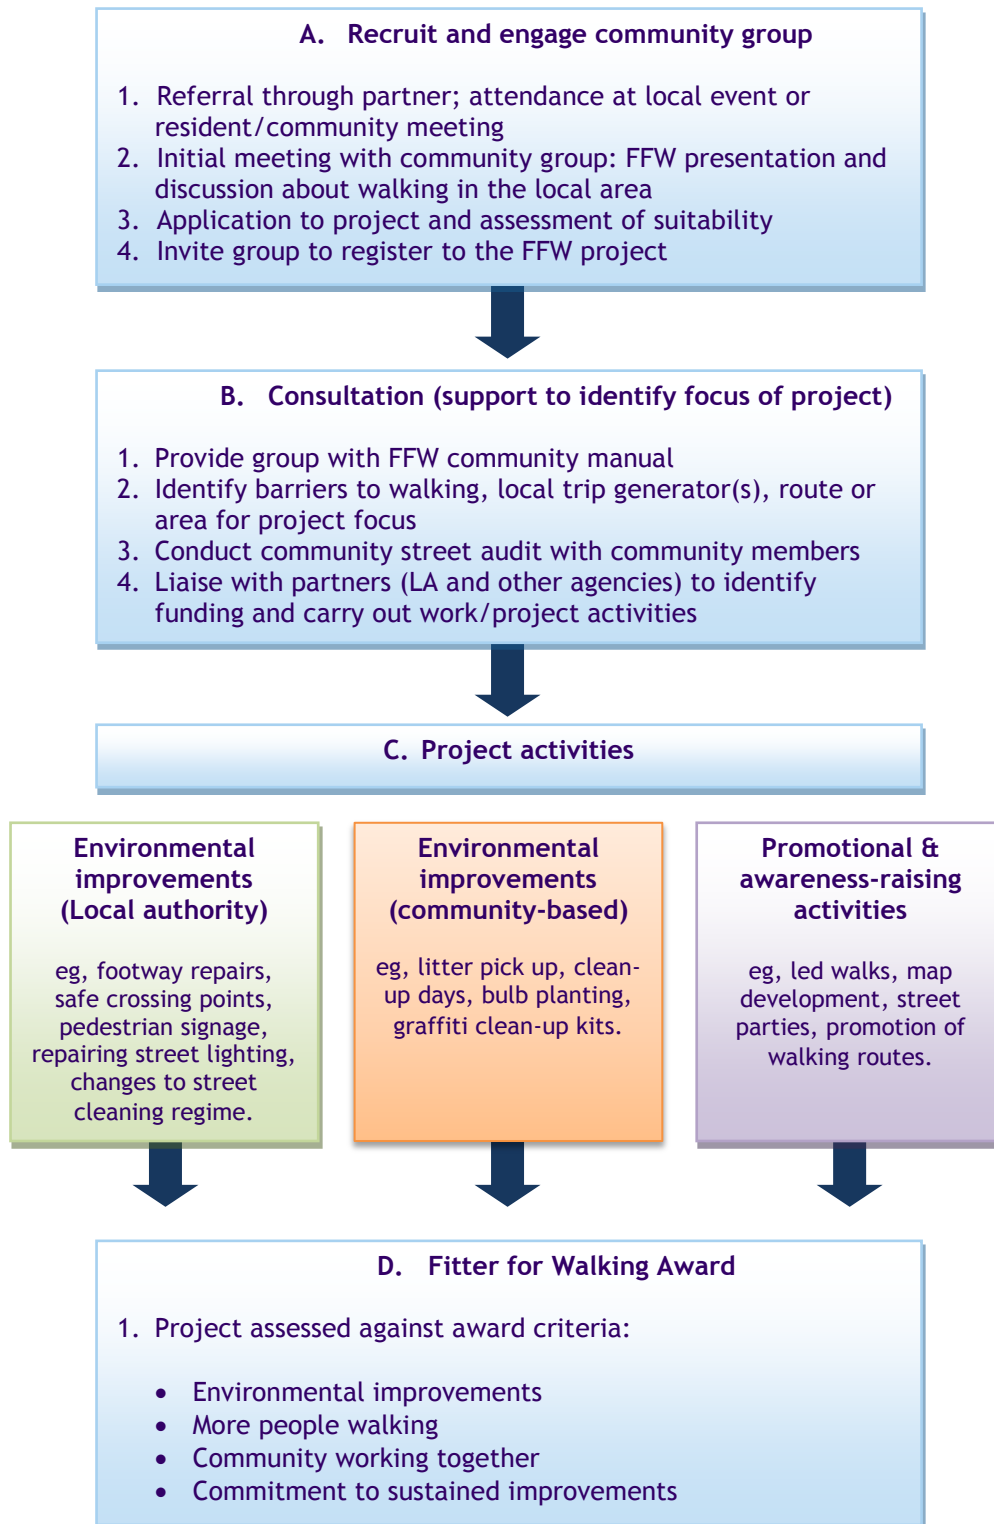 A. Recruit and engage community group
1. Referral through partner; attendance at local event or
resident/community meeting
2. Initial meeting with community group: FFW presentation and
discussion about walking in the local area
3. Application to project and assessment of suitability
4. Invite group to register to the FFW project
B. Consultation (support to identify focus of project)
1. Provide group with FFW community manual
2. Identify barriers to walking, local trip generator(s), route or
area for project focus
3. Conduct community street audit with community members
4. Liaise with partners (LA and other agencies) to identify
funding and carry out work/project activities
C. Project activities
Environmental
improvements
(Local authority)
eg, footway repairs,
safe crossing points,
pedestrian signage,
repairing street lighting,
changes to street
cleaning regime.
Environmental
improvements
(community-based)
eg, litter pick up, clean-
up days, bulb planting,
graffiti clean-up kits.
Promotional &
awareness-raising
activities
eg, led walks, map
development, street
parties, promotion of
walking routes.
D. Fitter for Walking Award
1. Project assessed against award criteria:
• Environmental improvements
• More people walking
• Community working together
• Commitment to sustained improvements